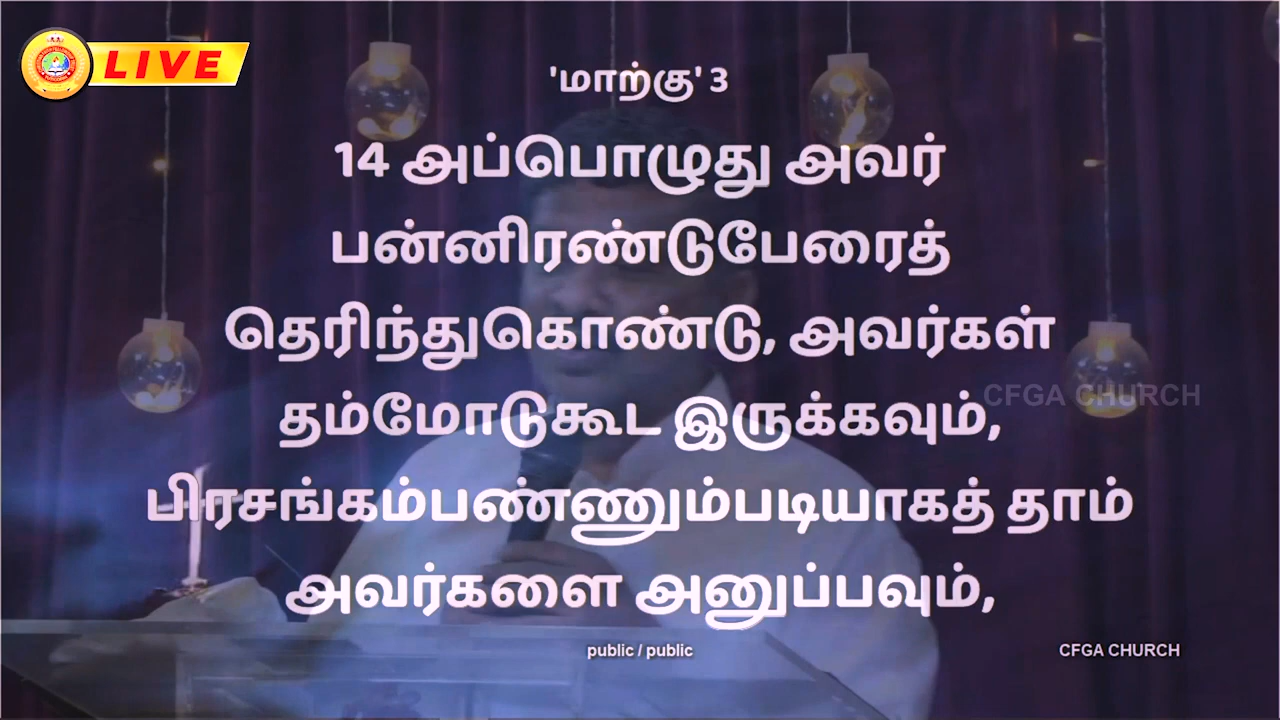 LIVE
'மாற்கு' 3
14 அப்பொழுது அவர்
பன்னிரண்டுபேரைத்
தெரிந்துகொண்டு, அவர்கள்
தம்மோடுகூட இருக்கவும்,
பிரசங்கம்பண்ணும்படியாகத் தாம்
அவர்களை அனுப்பவும்,
CFGA CHURCH
public / public
CFGA CHURCH